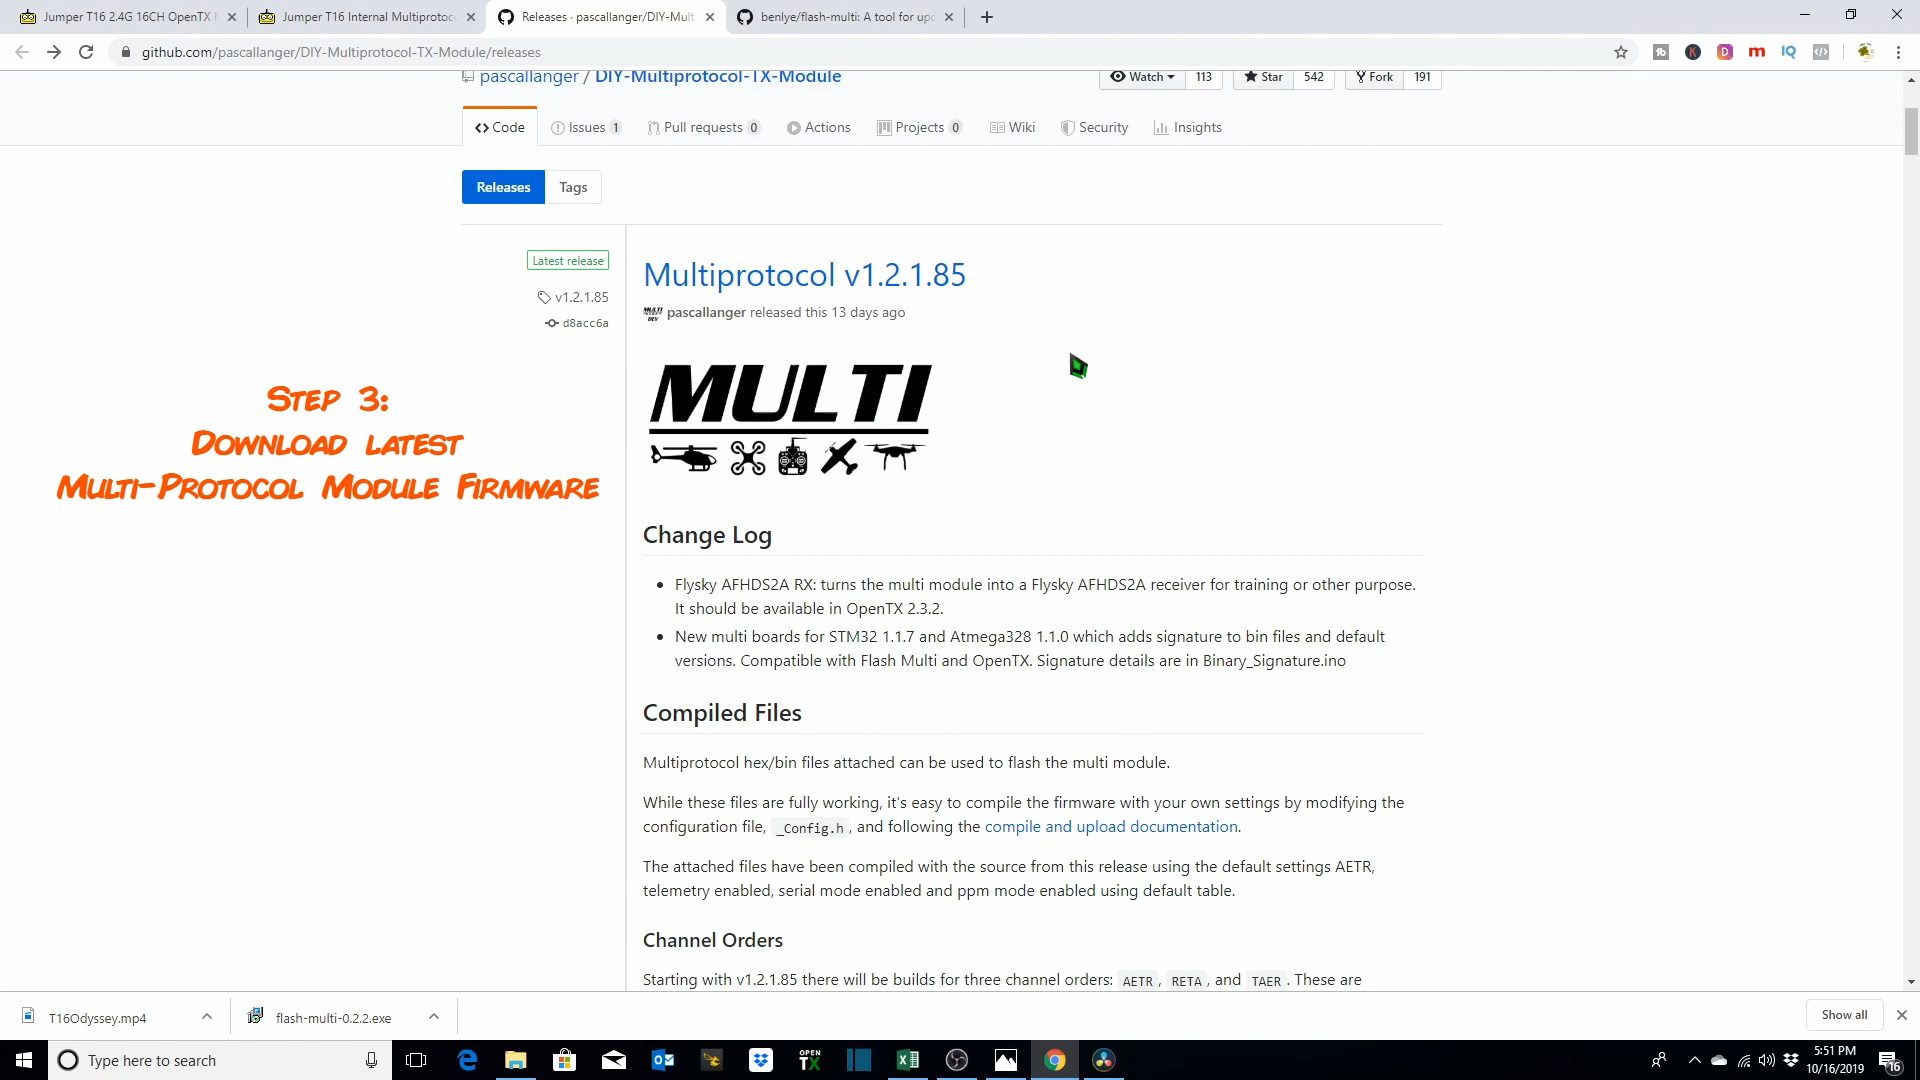 Jumper T16 2.4G 16CH OpenTX
Jumper T16 Internal Multiprotoc
Releases · pascallanger/DIY-Multi
benlye/flash-multi: A tool for upd
github.com/pascallanger/DIY-Multiprotocol-TX-Module/releases
pascallanger / DIY-Multiprotocol-TX-Module
Watch 113 Star 542 Fork 191
Code Issues 1 Pull requests 0 Actions Projects 0 Wiki Security Insights
Releases Tags
Latest release
v1.2.1.85
d8acc6a
Multiprotocol v1.2.1.85
pascallanger released this 13 days ago
MULTI
Step 3:
Download latest
Multi-Protocol Module Firmware
Change Log
Flysky AFHDS2A RX: turns the multi module into a Flysky AFHDS2A receiver for training or other purpose.
It should be available in OpenTX 2.3.2.
New multi boards for STM32 1.1.7 and Atmega328 1.1.0 which adds signature to bin files and default
versions. Compatible with Flash Multi and OpenTX. Signature details are in Binary_Signature.ino
Compiled Files
Multiprotocol hex/bin files attached can be used to flash the multi module.
While these files are fully working, it's easy to compile the firmware with your own settings by modifying the
configuration file, _Config.h, and following the compile and upload documentation.
The attached files have been compiled with the source from this release using the default settings AETR,
telemetry enabled, serial mode enabled and ppm mode enabled using default table.
Channel Orders
Starting with v1.2.1.85 there will be builds for three channel orders: AETR, RETA, and TAER. These are
T16Odyssey.mp4
flash-multi-0.2.2.exe
Show all
Type here to search
OPEN
TX
5:51 PM
10/16/2019
16